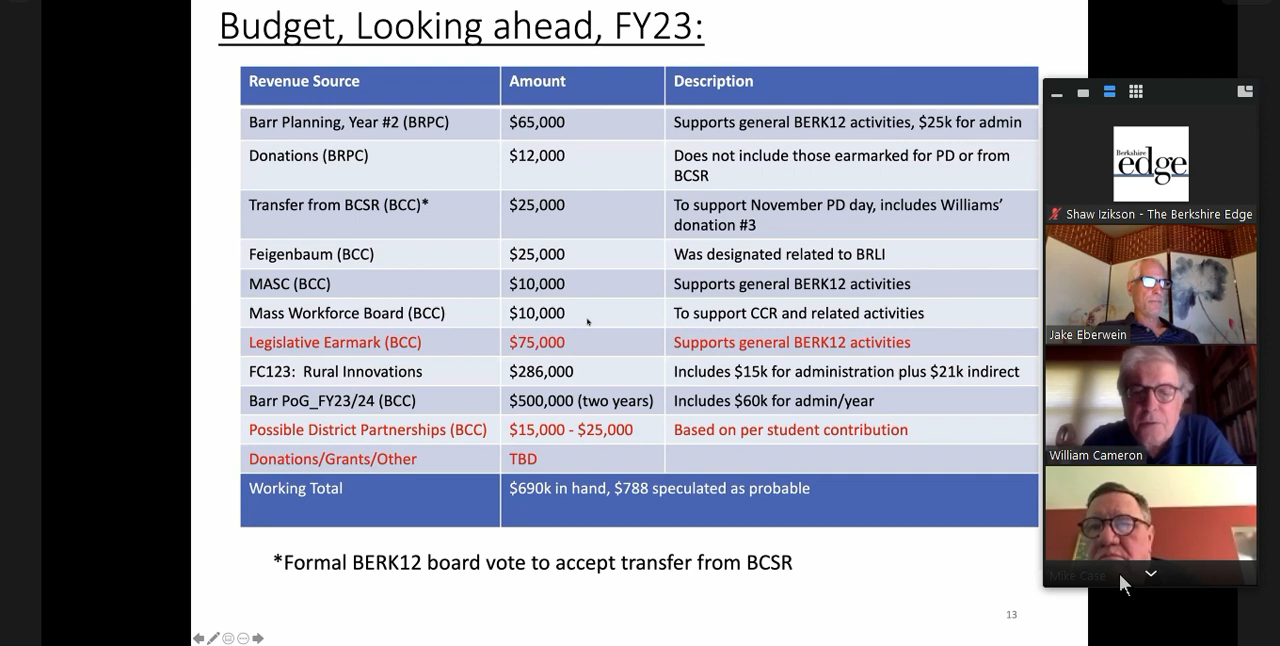 Budget, Looking ahead, FY23:
Revenue Source Amount Description
Barr Planning, Year #2 (BRPC) $65,000 Supports general BERK12 activities, $25k for admin
Donations (BRPC) $12,000 Does not include those earmarked for PD or from
BCSR
Transfer from BCSR (BCC)* $25,000 To support November PD day, includes Williams’
donation #3
Feigenbaum (BCC) $25,000 Was designated related to BRLI
MASC (BCC) $10,000 Supports general BERK12 activities
Mass Workforce Board (BCC) $10,000 To support CCR and related activities
Legislative Earmark (BCC) $75,000 Supports general BERK12 activities
FC123: Rural Innovations $286,000 Includes $15k for administration plus $21k indirect
Barr PoG_FY23/24 (BCC) $500,000 (two years) Includes $60k for admin/year
Possible District Partnerships (BCC) $15,000 - $25,000 Based on per student contribution
Donations/Grants/Other TBD
Working Total $690k in hand, $788 speculated as probable
*Formal BERK12 board vote to accept transfer from BCSR
13
Berkshire
edge
Shaw Izikson - The Berkshire Edge
Jake Eberwein
William Cameron
Mike Case